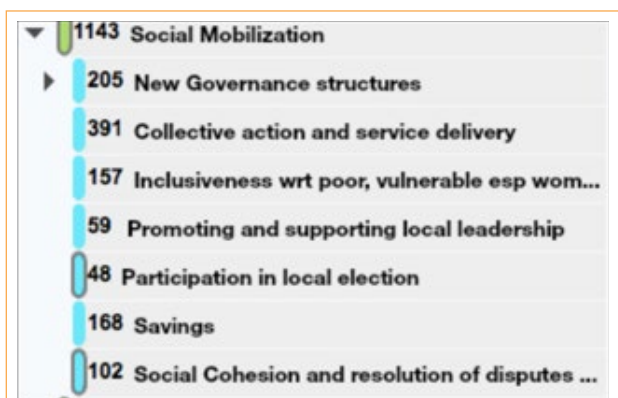 1143 Social Mobilization
205 New Governance structures
391 Collective action and service delivery
157 Inclusiveness wrt poor, vulnerable esp wom...
59 Promoting and supporting local leadership
48 Participation in local election
168 Savings
102 Social Cohesion and resolution of disputes ...